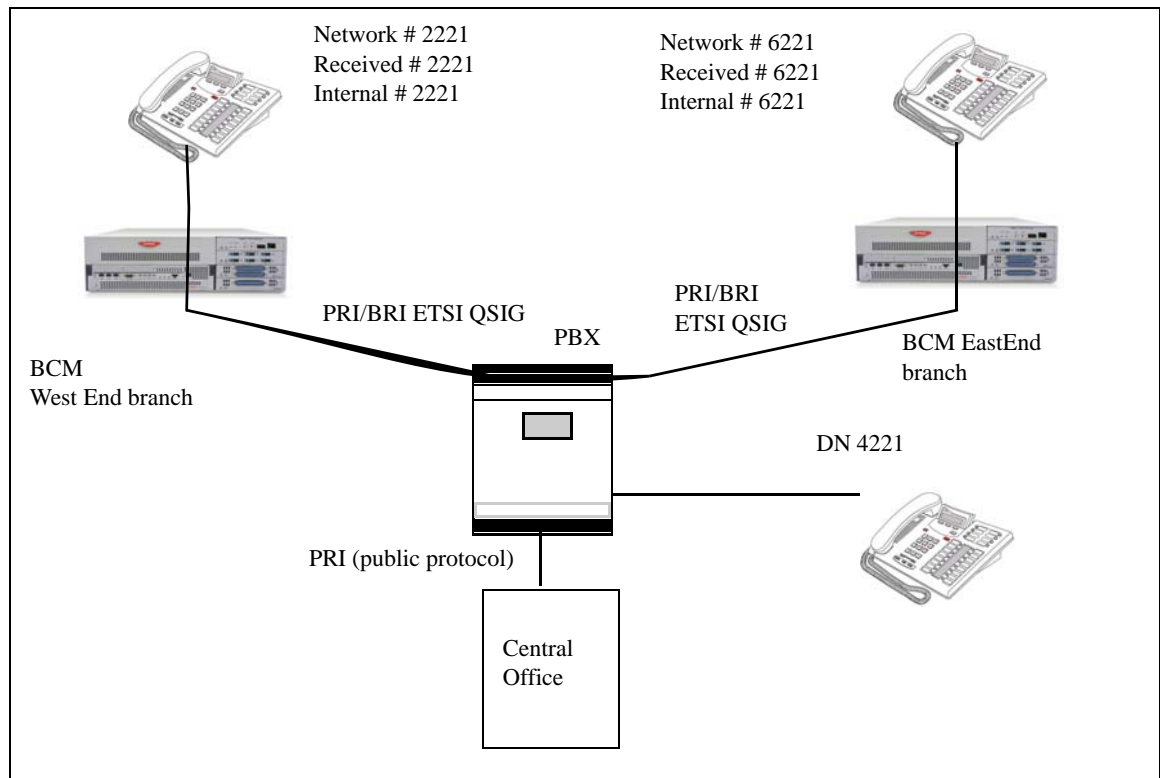 Network # 2221
Received # 2221
Internal # 2221
Network # 6221
Received # 6221
Internal # 6221
PRI/BRI ETSI QSIG
PBX
PRI/BRI
ETSI QSIG
BCM
West End branch
BCM EastEnd
branch
DN 4221
PRI (public protocol)
Central
Office